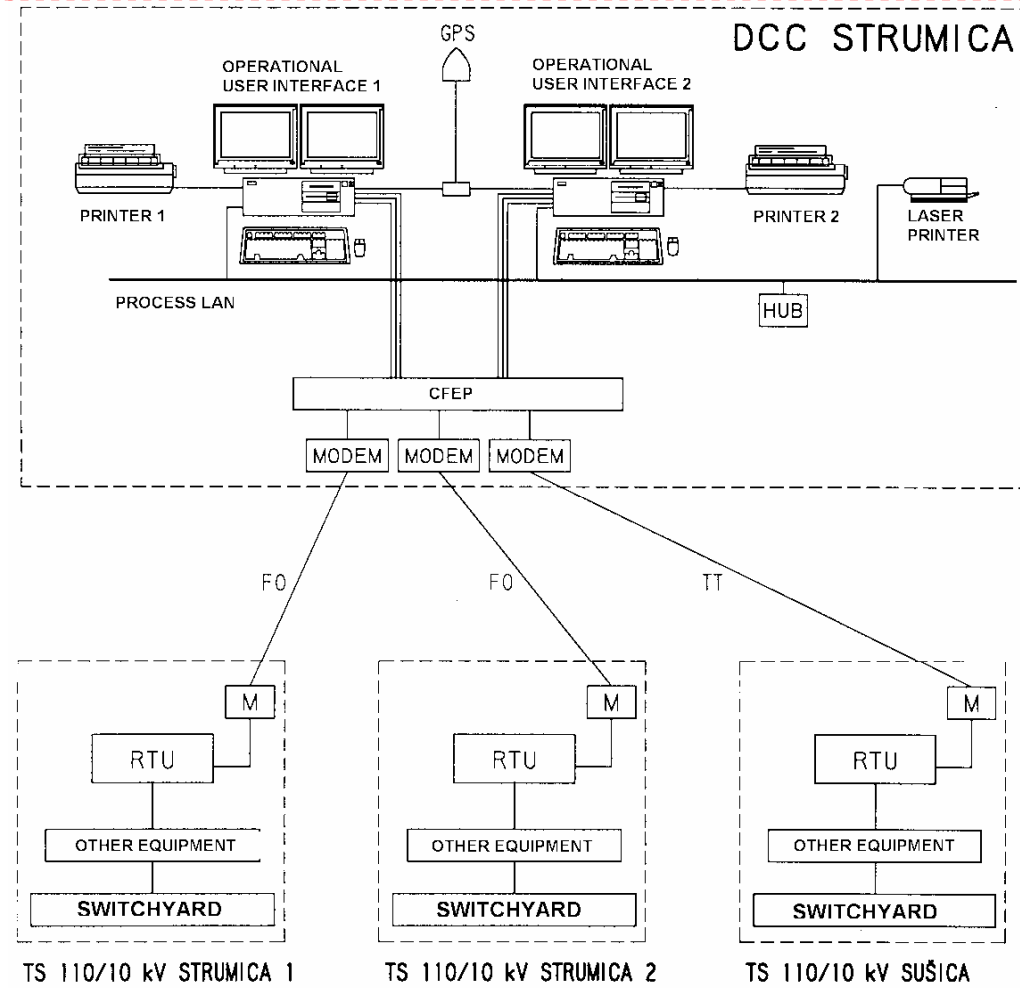 DCC STRUMICA
GPS
OPERATIONAL
USER INTERFACE 1
OPERATIONAL
USER INTERFACE 2
PRINTER 1
PRINTER 2
LASER
PRINTER
PROCESS LAN
HUB
CFEP
MODEM
MODEM
MODEM
FO
FO
TT
M
M
M
RTU
RTU
RTU
OTHER EQUIPMENT
OTHER EQUIPMENT
OTHER EQUIPMENT
SWITCHYARD
SWITCHYARD
SWITCHYARD
TS 110/10 kV STRUMICA 1
TS 110/10 kV STRUMICA 2
TS 110/10 kV SUŠICA